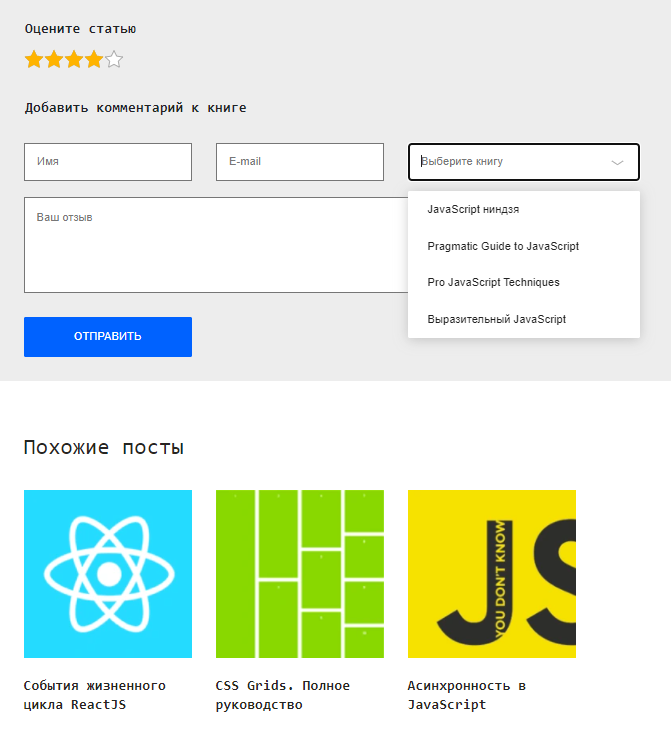 Оцените статью
Добавить комментарий к книге
Имя
E-mail
Выберите книгу
Ваш отзыв
JavaScript ниндзя
Pragmatic Guide to JavaScript
Pro JavaScript Techniques
Выразительный JavaScript
ОТПРАВИТЬ
Похожие посты
JS
YOU DON'T KNOW
События жизненного
цикла ReactJS
CSS Grids. Полное
руководство
Асинхронность в
JavaScript